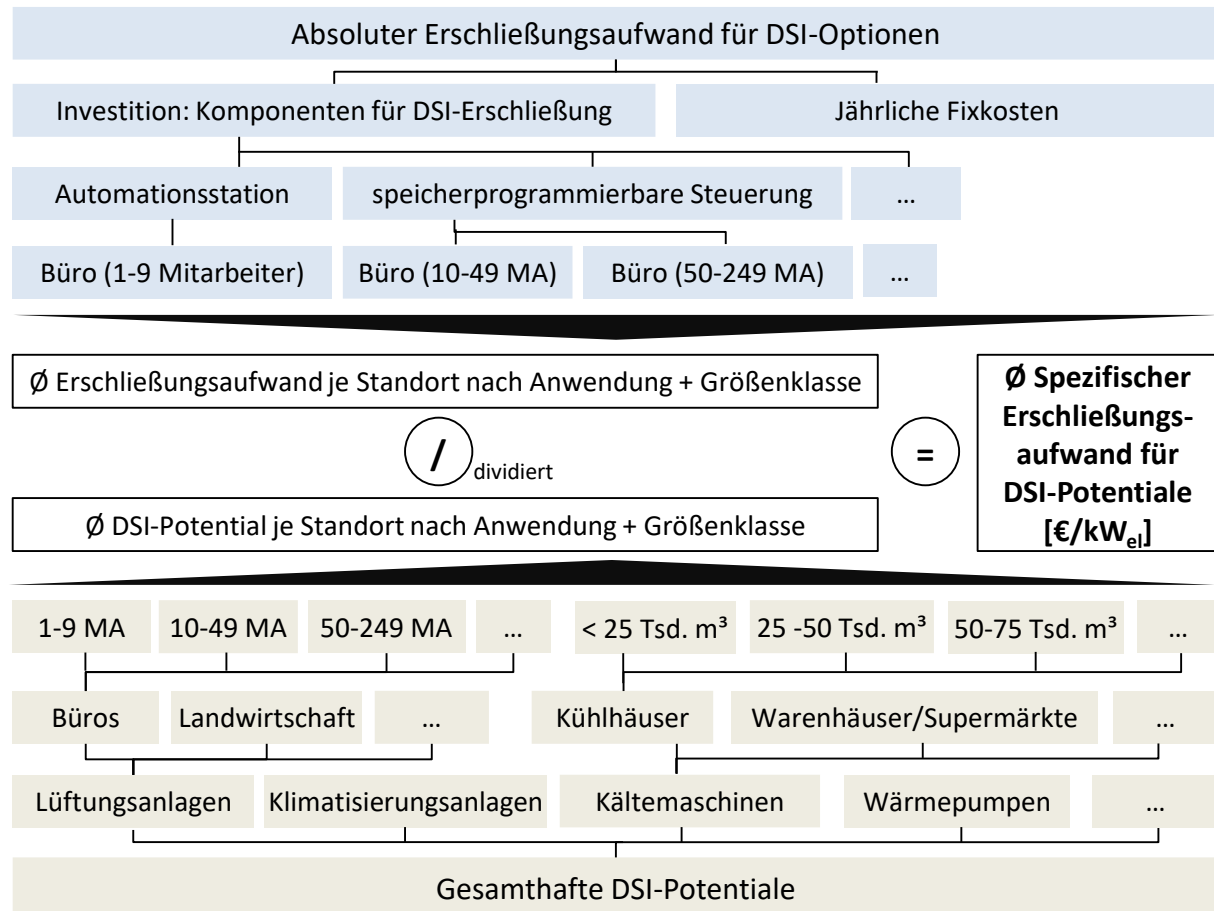 Absoluter Erschließungsaufwand für DSI-Optionen
Investition: Komponenten für DSI-Erschließung
Jährliche Fixkosten
Automationsstation
speicherprogrammierbare Steuerung
...
Büro (1-9 Mitarbeiter)
Büro (10-49 MA)
Büro (50-249 MA)
...
Ø Erschließungsaufwand je Standort nach Anwendung + Größenklasse
/
dividiert
=
Ø DSI-Potential je Standort nach Anwendung + Größenklasse
Ø Spezifischer
Erschließungs-
aufwand für
DSI-Potentiale
[€/kWel]
1-9 MA
10-49 MA
50-249 MA
...
< 25 Tsd. m³
25 -50 Tsd. m³
50-75 Tsd. m³
...
Büros
Landwirtschaft
...
Kühlhäuser
Warenhäuser/Supermärkte
...
Lüftungsanlagen
Klimatisierungsanlagen
Kältemaschinen
Wärmepumpen
...
Gesamthafte DSI-Potentiale